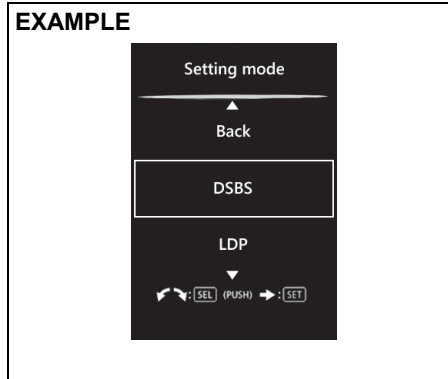 EXAMPLE
Setting mode
Back
DSBS
LDP
:SEL (PUSH) :SET